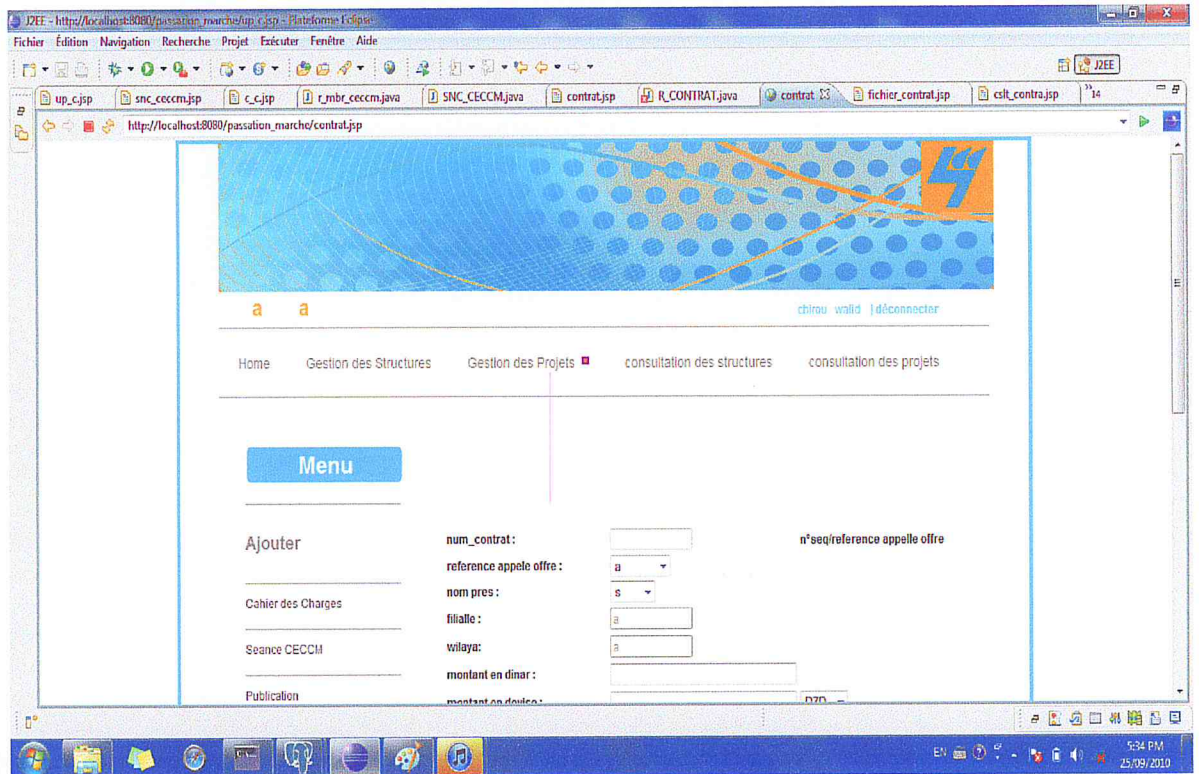 J2EE - http://localhost:8080/passation_marche/up_c.jsp - Plateforme Eclipse
Fichier Édition Navigation Recherche Projet Exécuter Fenêtre Aide
J2EE
up_c.jsp snc_ceccm.jsp c_c.jsp r_mbr_ceccm.java SNC_CECCM.java contrat.jsp R_CONTRAT.java contrat fichier_contrat.jsp cslt_contra.jsp »14
http://localhost:8080/passation_marche/contrat.jsp
a a chirou walid | déconnecter
Home Gestion des Structures Gestion des Projets consultation des structures consultation des projets
Menu
Ajouter
num_contrat : n°seq/reference appelle offre
reference appele offre : a
nom pres : s
Cahier des Charges
filialle : a
Seance CECCM
wilaya: a
montant en dinar :
Publication
montant en devise : DZD
EN
5:34 PM
25/09/2010